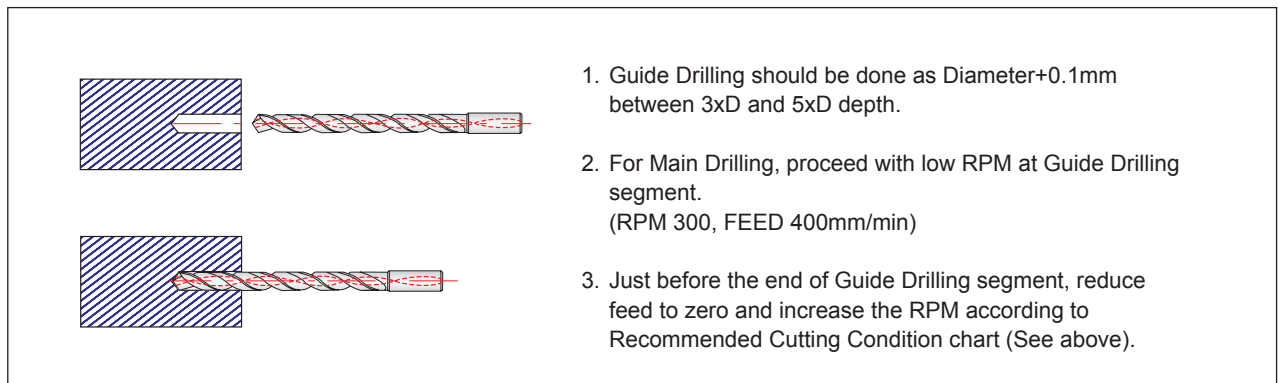 1. Guide Drilling should be done as Diameter+0.1mm
between 3xD and 5xD depth.
2. For Main Drilling, proceed with low RPM at Guide Drilling
segment.
(RPM 300, FEED 400mm/min)
3. Just before the end of Guide Drilling segment, reduce
feed to zero and increase the RPM according to
Recommended Cutting Condition chart (See above).